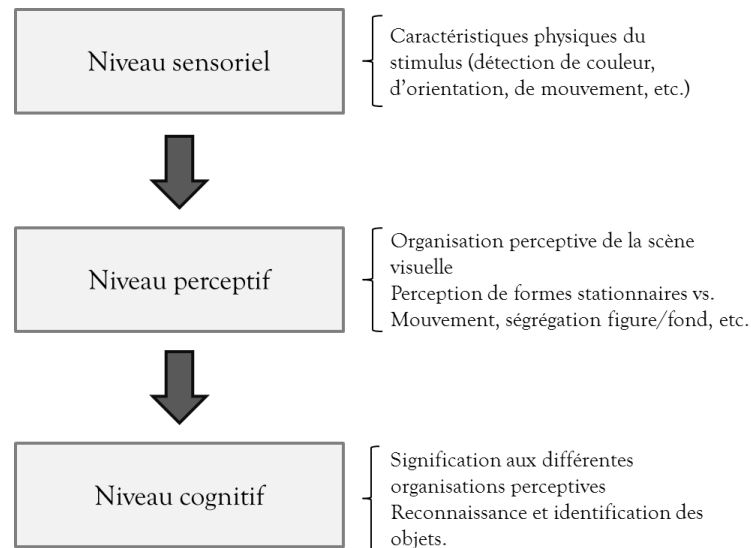 Niveau sensoriel
Caractéristiques physiques du
stimulus (détection de couleur,
d'orientation, de mouvement, etc.)
Niveau perceptif
Organisation perceptive de la scène
visuelle
Perception de formes stationnaires vs.
Mouvement, ségrégation figure/fond, etc.
Niveau cognitif
Signification aux différentes
organisations perceptives
Reconnaissance et identification des
objets.